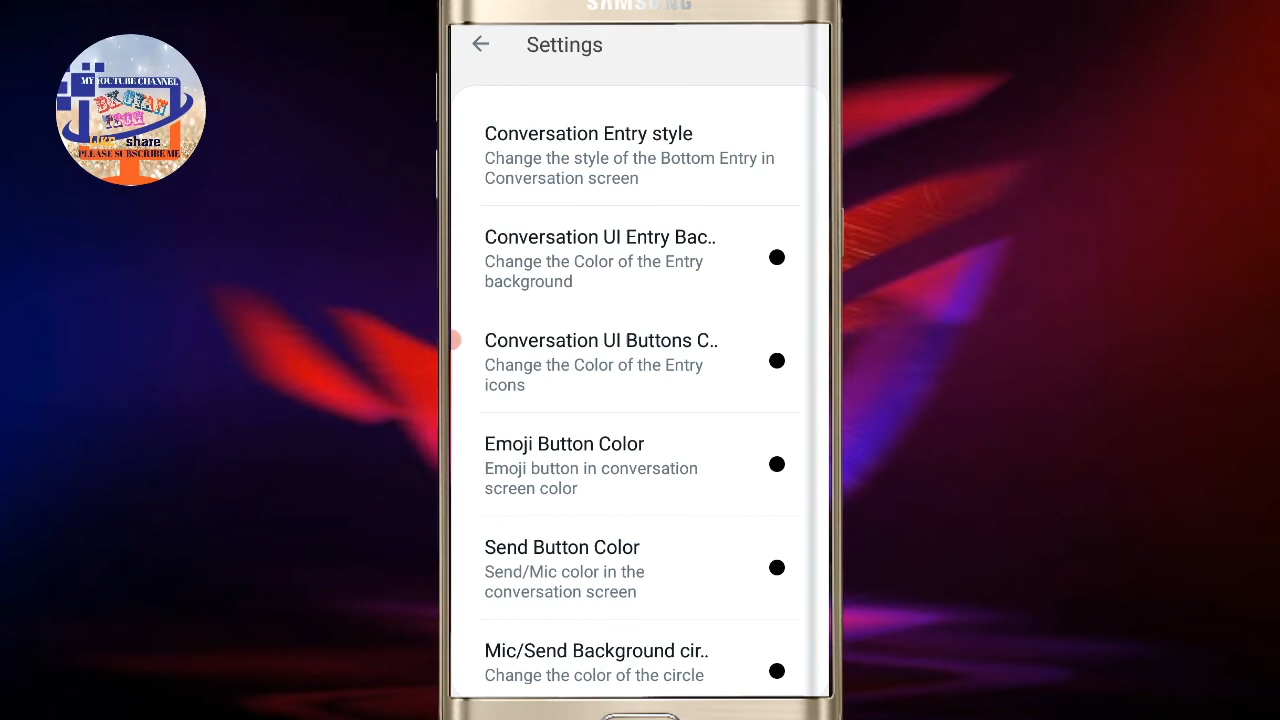 SAMSUNG
Settings
MY YOUTUBE CHANNEL
BK GYAN
TECH
share
PLEASE SUBSCRIBE ME
Conversation Entry style
Change the style of the Bottom Entry in
Conversation screen
Conversation UI Entry Bac..
Change the Color of the Entry
background
Conversation UI Buttons C..
Change the Color of the Entry
icons
Emoji Button Color
Emoji button in conversation
screen color
Send Button Color
Send/Mic color in the
conversation screen
Mic/Send Background cir..
Change the color of the circle